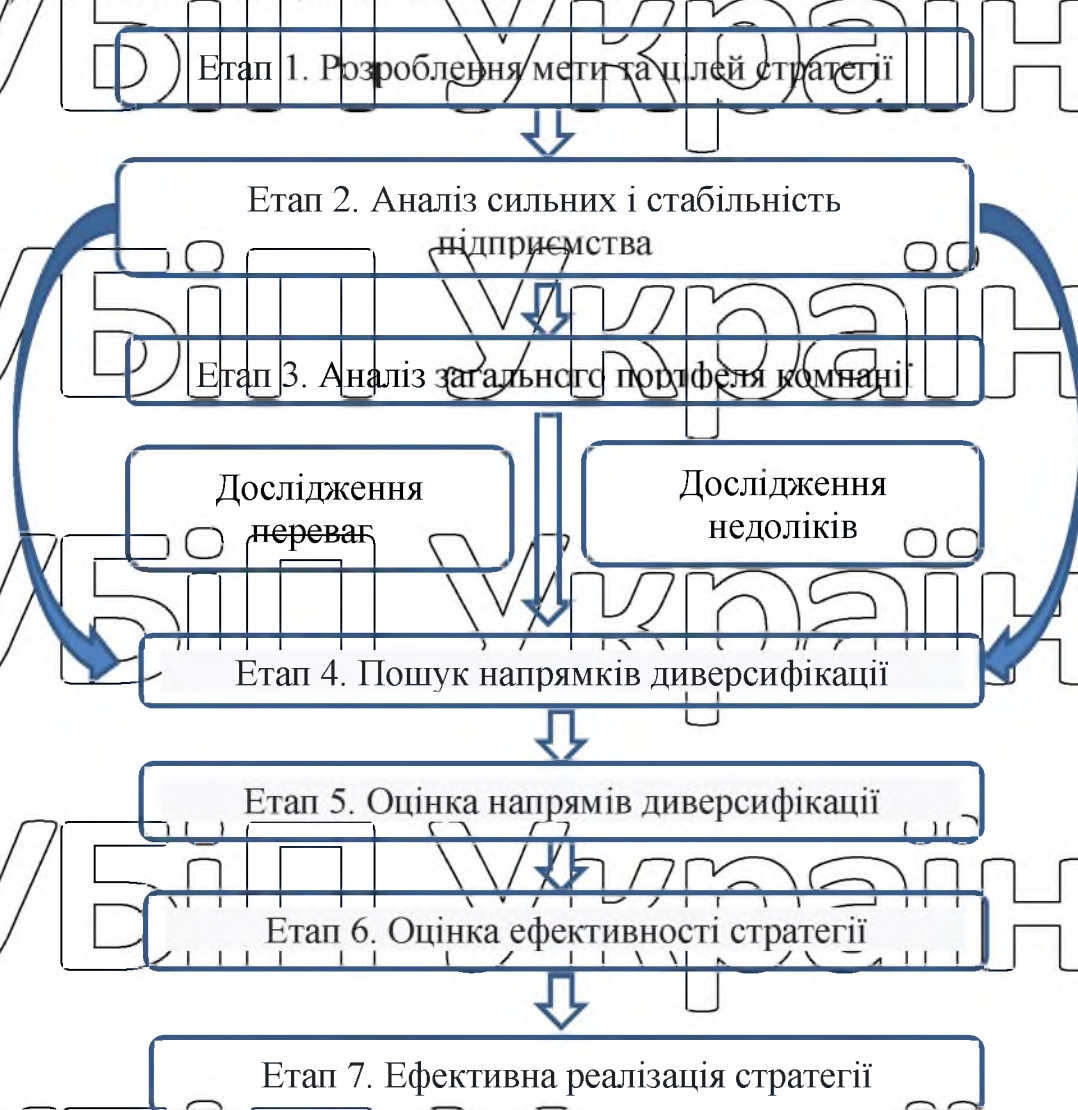 Етап 1. Розроблення мети та цілей стратегії
Етап 2. Аналіз сильних і стабільність
підприємства
Етап 3. Аналіз загального портфеля компанії
Дослідження
переваг
Дослідження
недоліків
Етап 4. Пошук напрямків диверсифікації
Етап 5. Оцінка напрямів диверсифікації
Етап 6. Оцінка ефективності стратегії
Етап 7. Ефективна реалізація стратегії